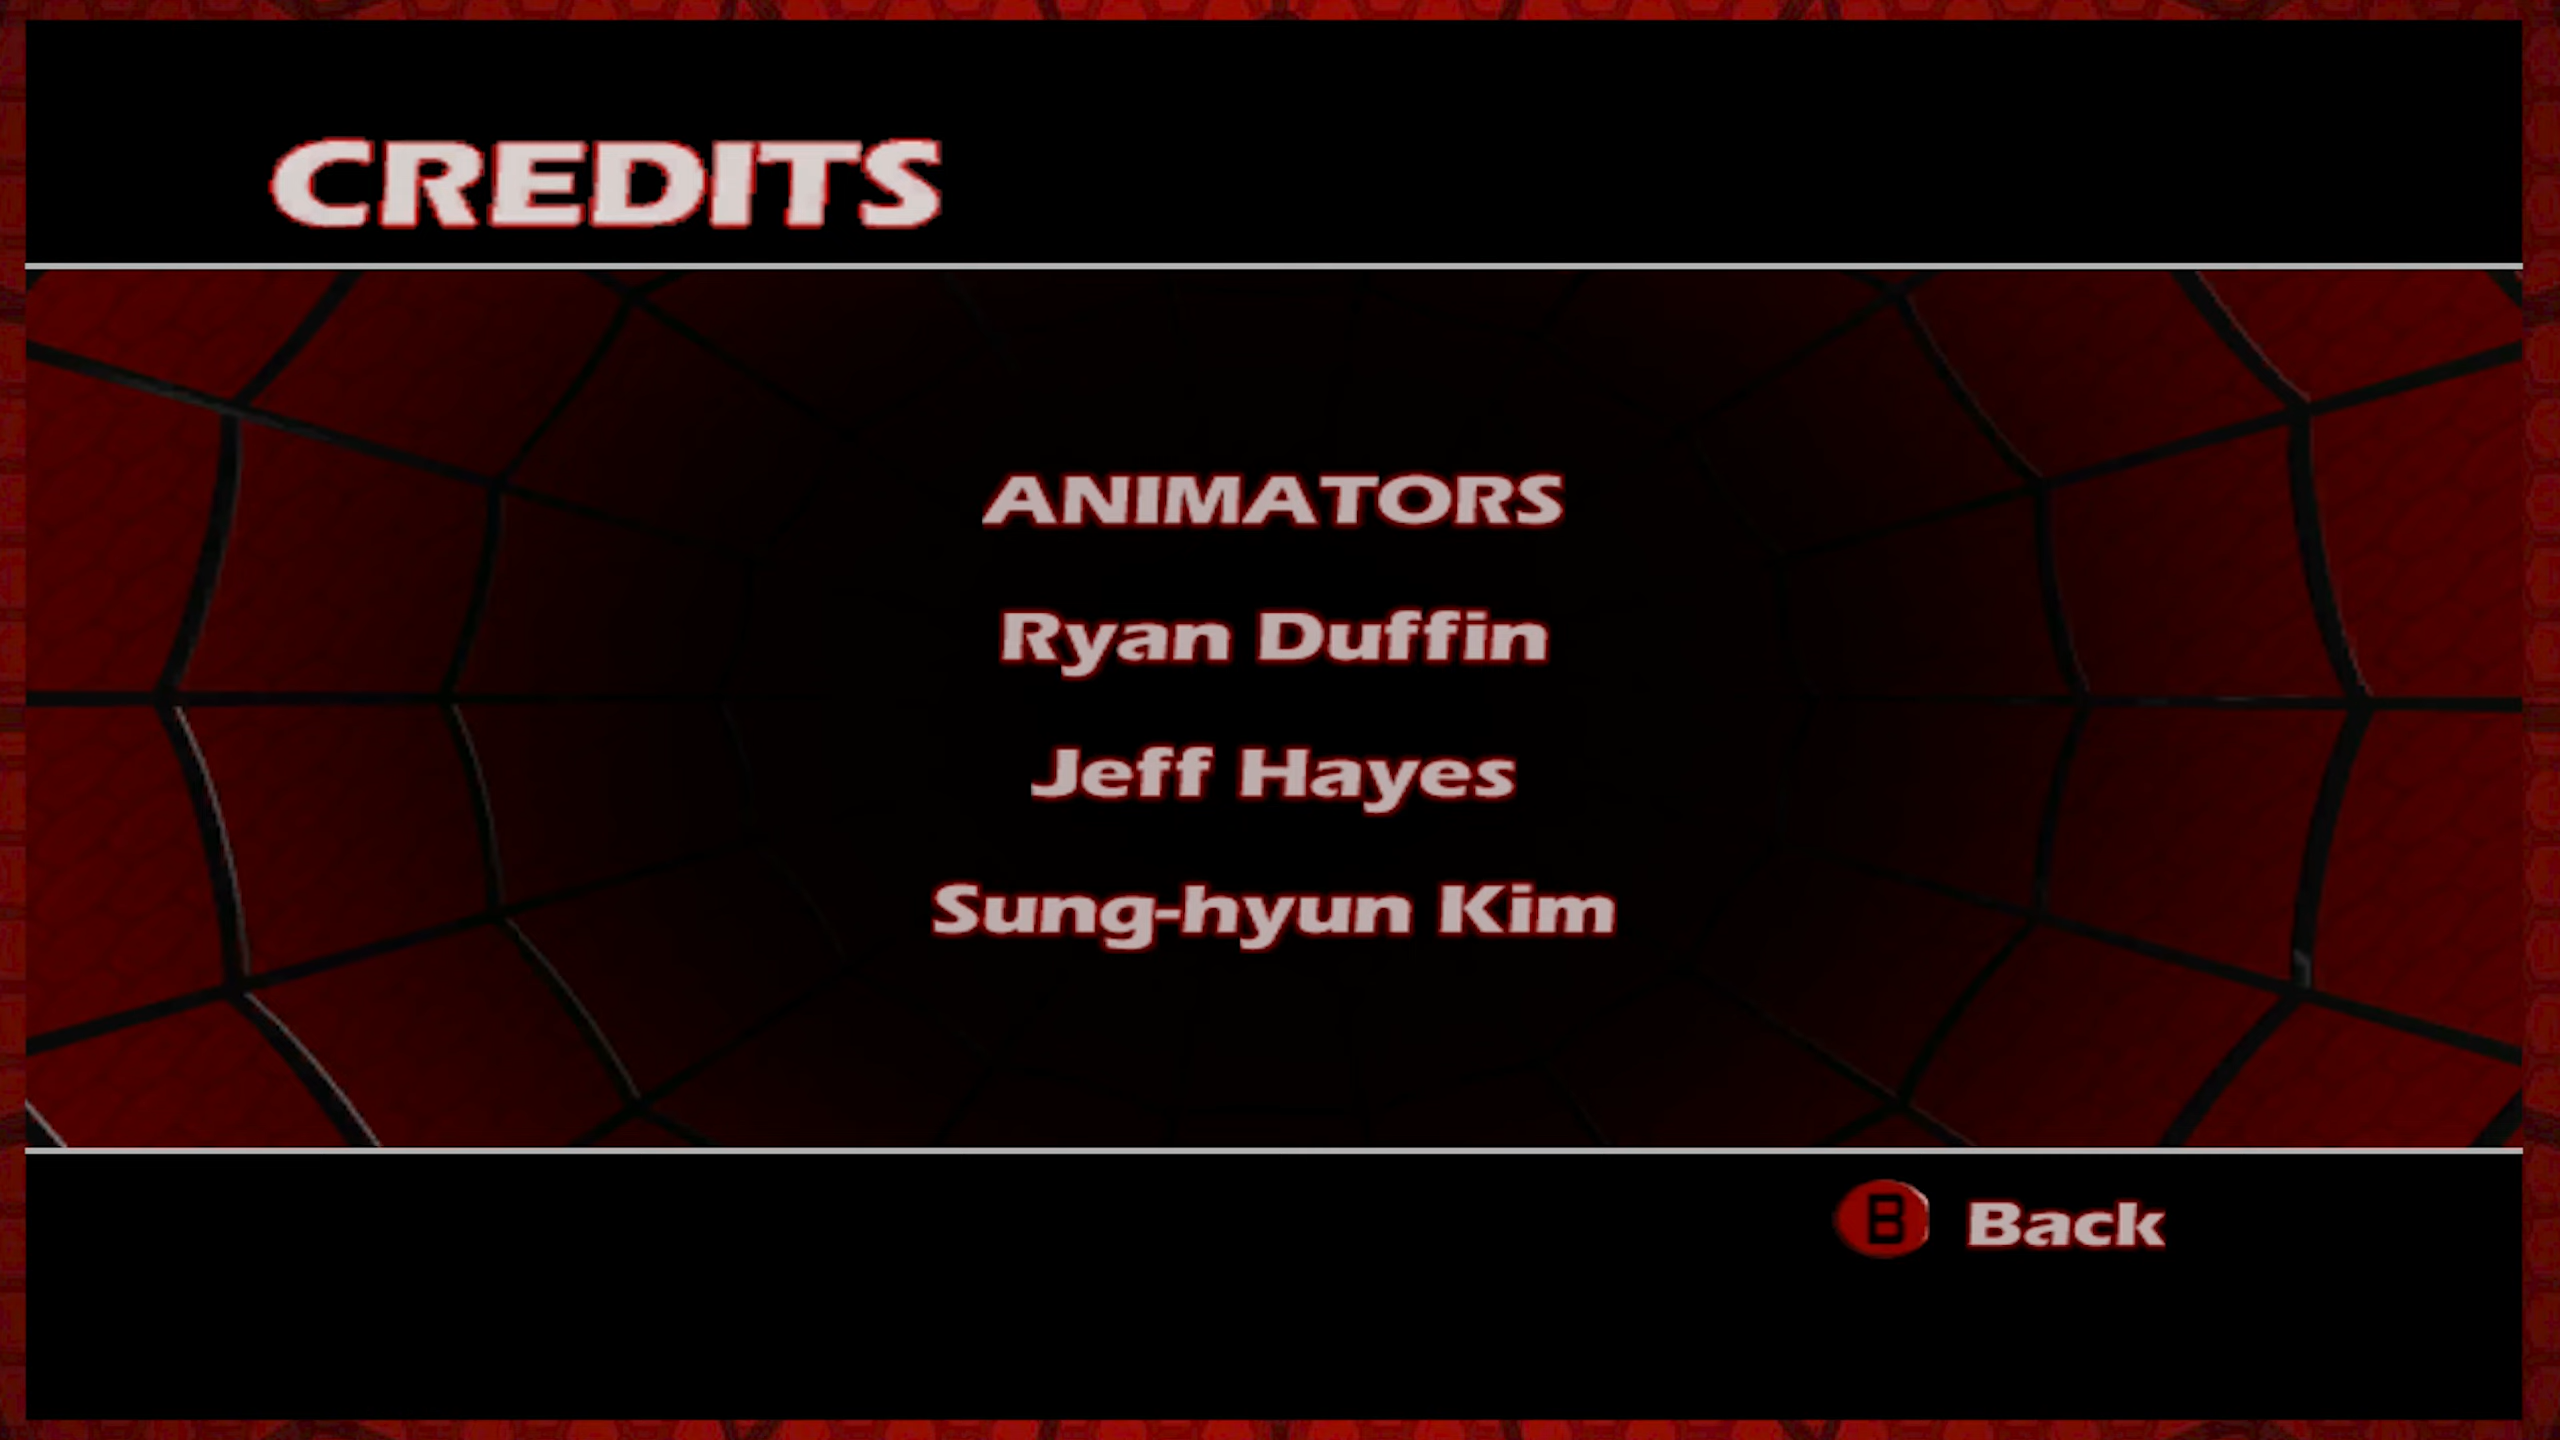 CREDITS
ANIMATORS
Ryan Duffin
Jeff Hayes
Sung-hyun Kim
B Back